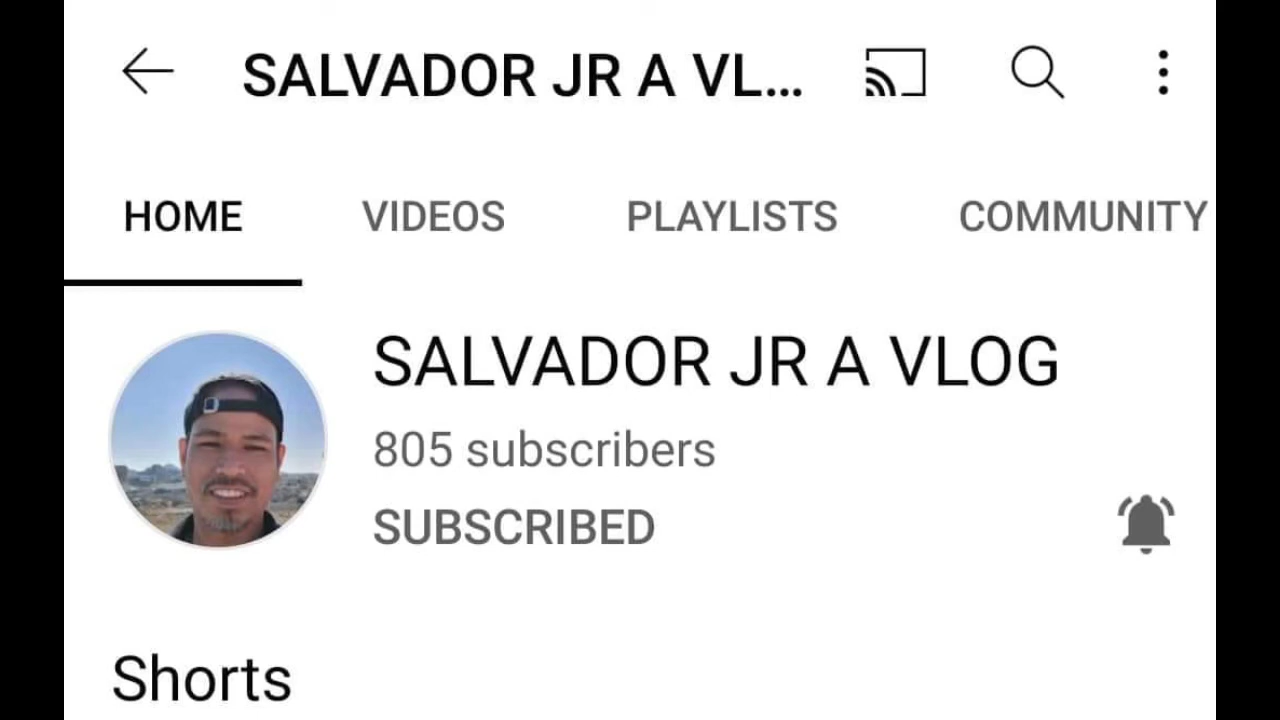 SALVADOR JR A VL...
HOME VIDEOS PLAYLISTS COMMUNITY
SALVADOR JR A VLOG
805 subscribers
SUBSCRIBED
Shorts